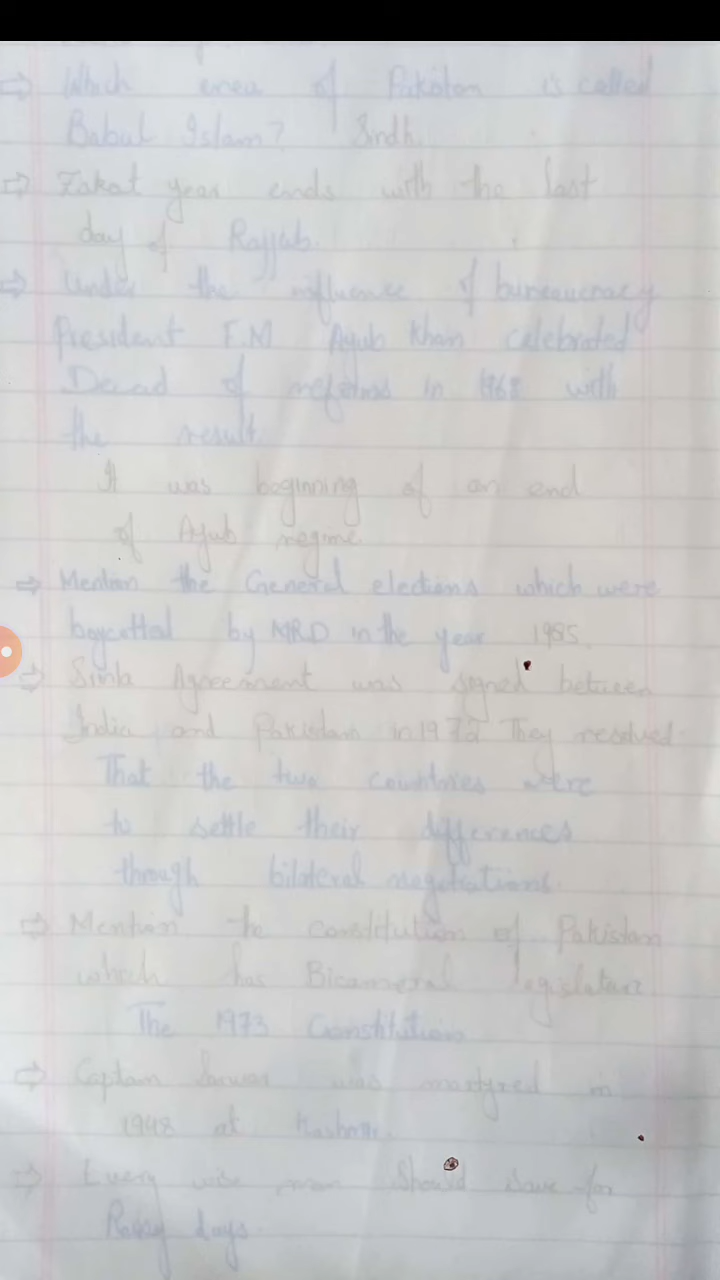 ⇒ Which area of Pakistan is called
Babul Islam? Sindh.
⇒ Zakat year ends with the last
day of Rajjab.
⇒ Under the influence of bureaucracy
President F.M Ayub Khan celebrated
Decad of reforms in 1968 with
the result.
It was beginning of an end
of Ayub regime.
⇒ Mention the General elections which were
boycotted by MRD in the year 1985.
⇒ Simla Agreement was signed between
India and Pakistan in 1972 They resolved
That the two countries were
to settle their differences
through bilateral negotiations.
⇒ Mention the constitution of Pakistan
which has Bicameral legislature
The 1973 Constitution
⇒ Captain Sarwar was martyred in
1948 at Kashmir.
⇒ Every wise man should save for
Rainy days